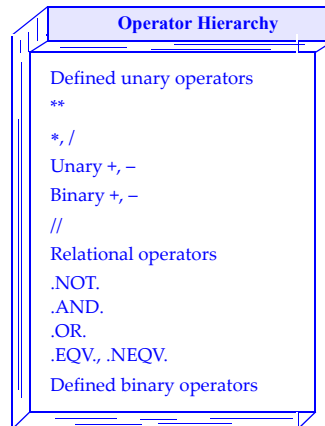 Operator Hierarchy
Defined unary operators
**
*, /
Unary +, –
Binary +, –
//
Relational operators
.NOT.
.AND.
.OR.
.EQV., .NEQV.
Defined binary operators